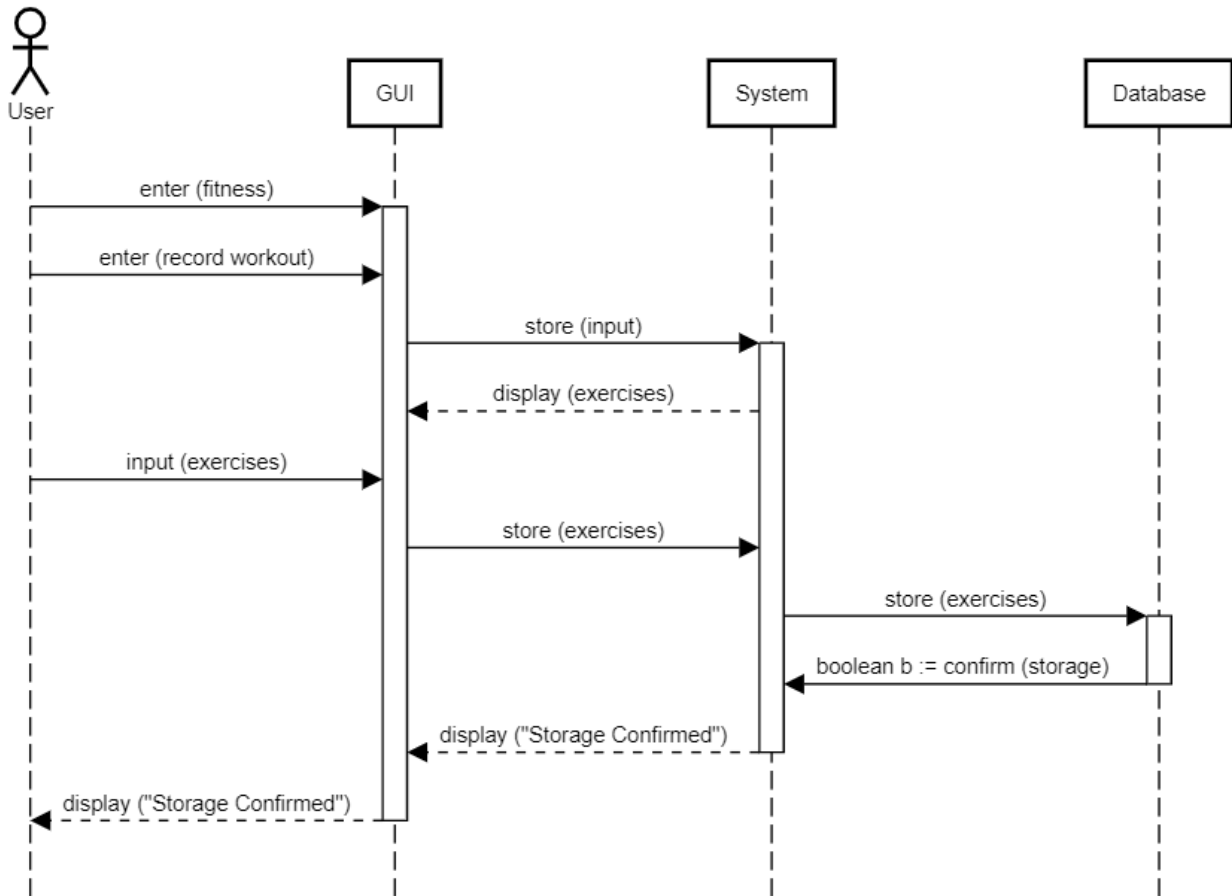 User
GUI
System
Database
enter (fitness)
enter (record workout)
store (input)
display (exercises)
input (exercises)
store (exercises)
store (exercises)
boolean b := confirm (storage)
display ("Storage Confirmed")
display ("Storage Confirmed")